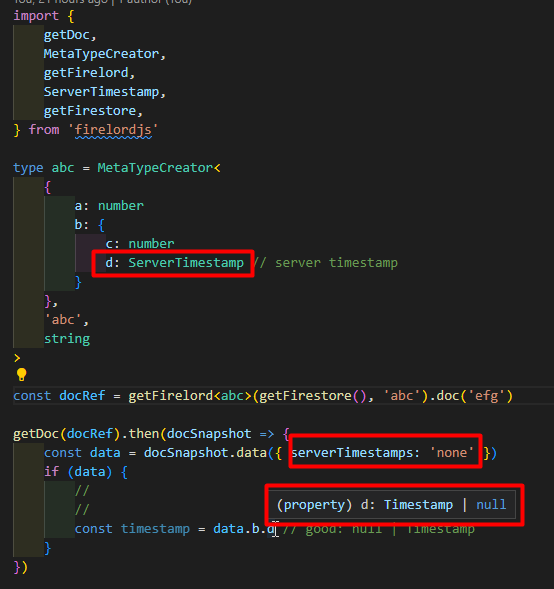 You, 21 hours ago | 1 author (You)
import {
getDoc,
MetaTypeCreator,
getFirelord,
ServerTimestamp,
getFirestore,
} from 'firelordjs'
type abc = MetaTypeCreator<
{
a: number
b: {
c: number
d: ServerTimestamp // server timestamp
}
},
'abc',
string
>
const docRef = getFirelord<abc>(getFirestore(), 'abc').doc('efg')
getDoc(docRef).then(docSnapshot => {
const data = docSnapshot.data({ serverTimestamps: 'none' })
if (data) {
//
//
(property) d: Timestamp | null
const timestamp = data.b.d // good: null | Timestamp
}
})